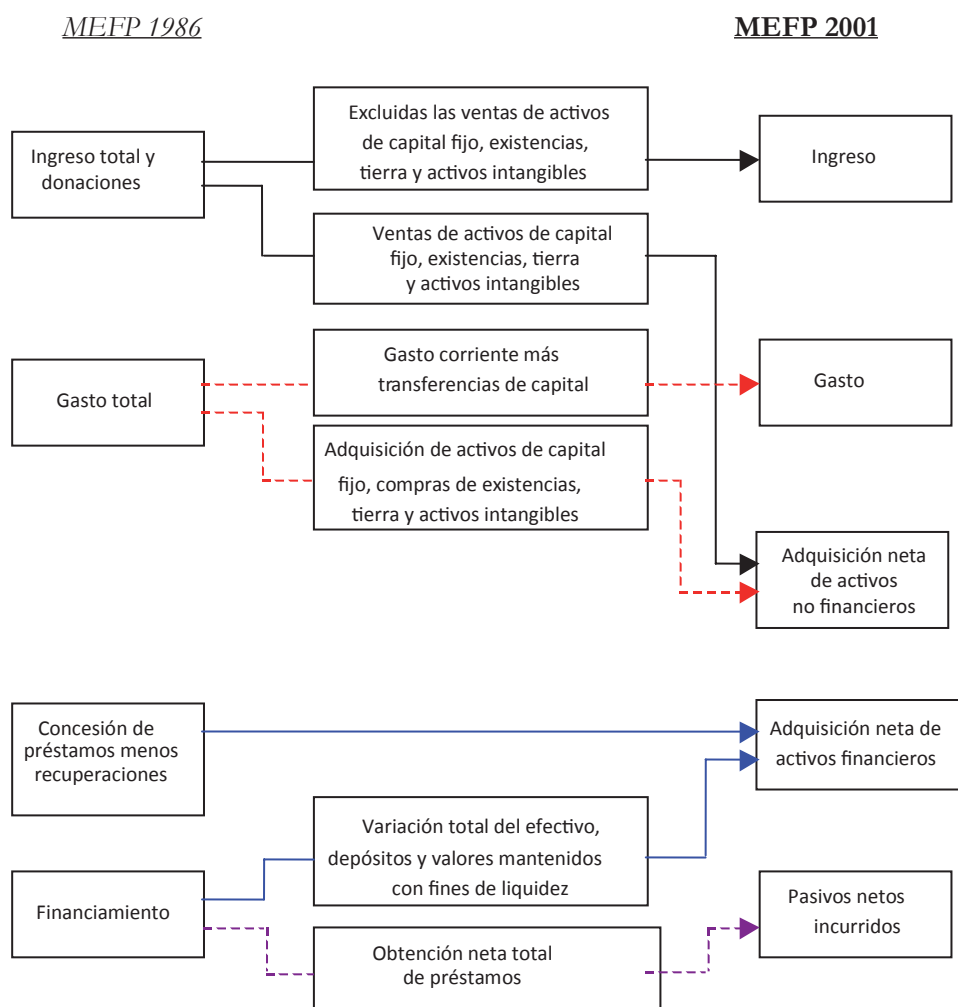 MEFP 1986
MEFP 2001
Ingreso total y
donaciones
Excluidas las ventas de activos
de capital fijo, existencias,
tierra y activos intangibles
Ingreso
Ventas de activos de capital
fijo, existencias, tierra
y activos intangibles
Gasto total
Gasto corriente más
transferencias de capital
Gasto
Adquisición de activos de capital
fijo, compras de existencias,
tierra y activos intangibles
Adquisición neta
de activos
no financieros
Concesión de
préstamos menos
recuperaciones
Adquisición neta de
activos financieros
Variación total del efectivo,
depósitos y valores mantenidos
con fines de liquidez
Financiamiento
Pasivos netos
incurridos
Obtención neta total
de préstamos